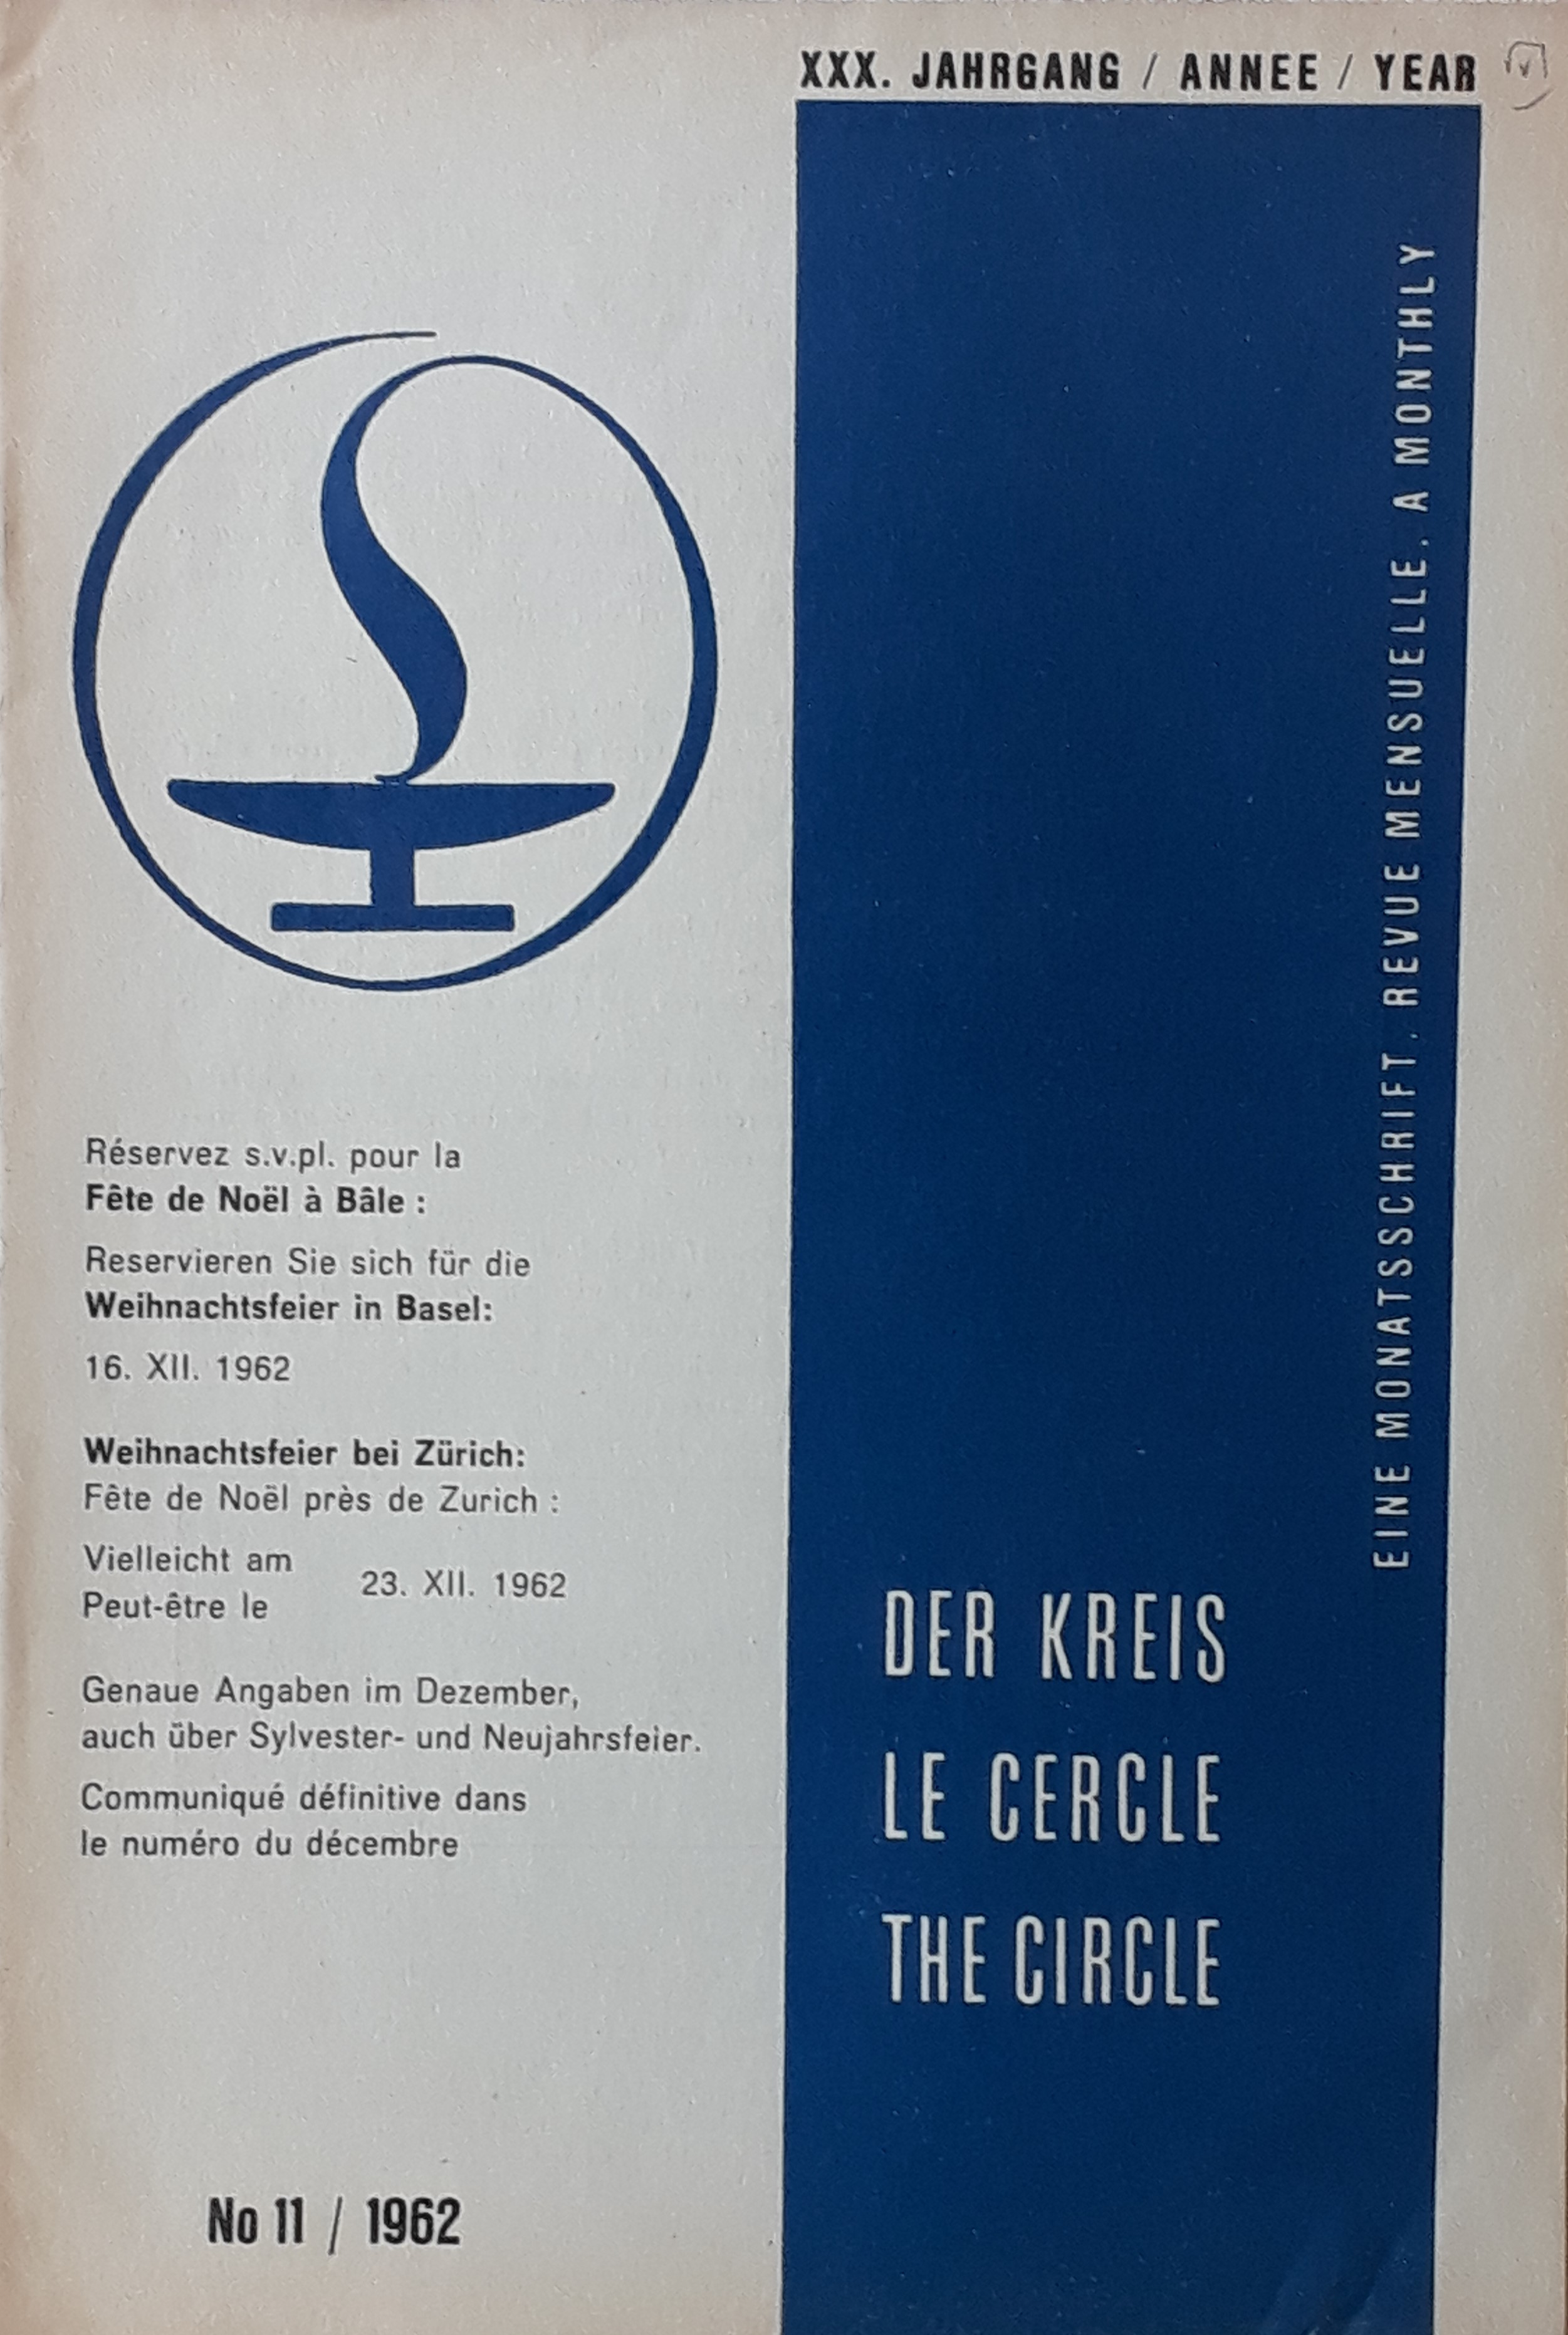 XXX. JAHRGANG / ANNEE / YEAR
EINE MONATSSCHRIFT. REVUE MENSUELLE. A MONTHLY
Réservez s.v.pl. pour la
Fête de Noël à Bâle :
Reservieren Sie sich für die
Weihnachtsfeier in Basel:
16. XII. 1962
Weihnachtsfeier bei Zürich:
Fête de Noël près de Zurich :
Vielleicht am
Peut-être le
23. XII. 1962
Genaue Angaben im Dezember,
auch über Sylvester- und Neujahrsfeier.
Communiqué définitive dans
le numéro du décembre
DER KREIS
LE CERCLE
THE CIRCLE
No 11 / 1962